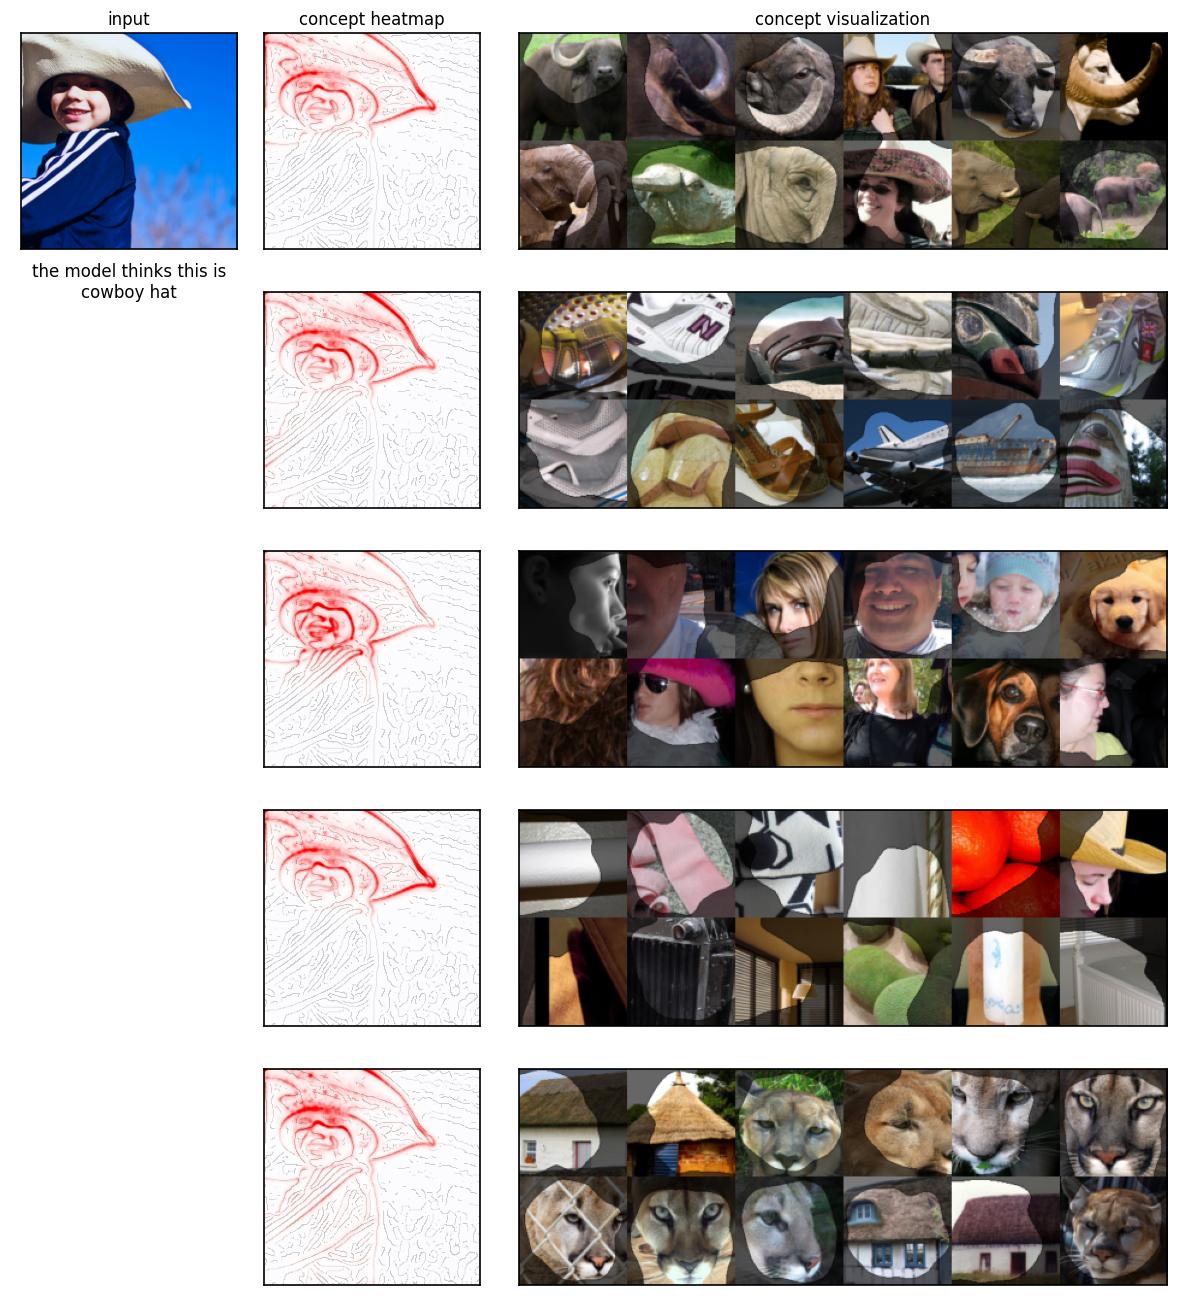 input
concept heatmap
concept visualization
the model thinks this is
cowboy hat
N